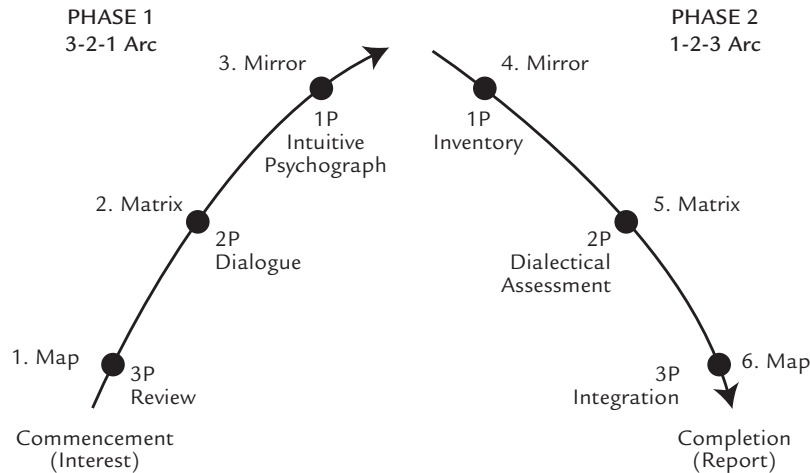 PHASE 1
3-2-1 Arc
3. Mirror
1P
Intuitive
Psychograph
2. Matrix
2P
Dialogue
1. Map
3P
Review
Commencement
(Interest)
PHASE 2
1-2-3 Arc
4. Mirror
1P
Inventory
5. Matrix
2P
Dialectical
Assessment
6. Map
3P
Integration
Completion
(Report)